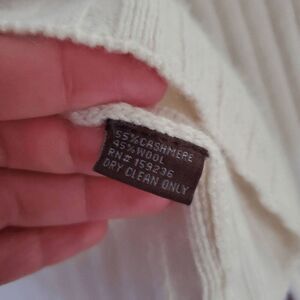 55%CASHMERE
45%WOOL
RN# 159236
DRY CLEAN ONLY